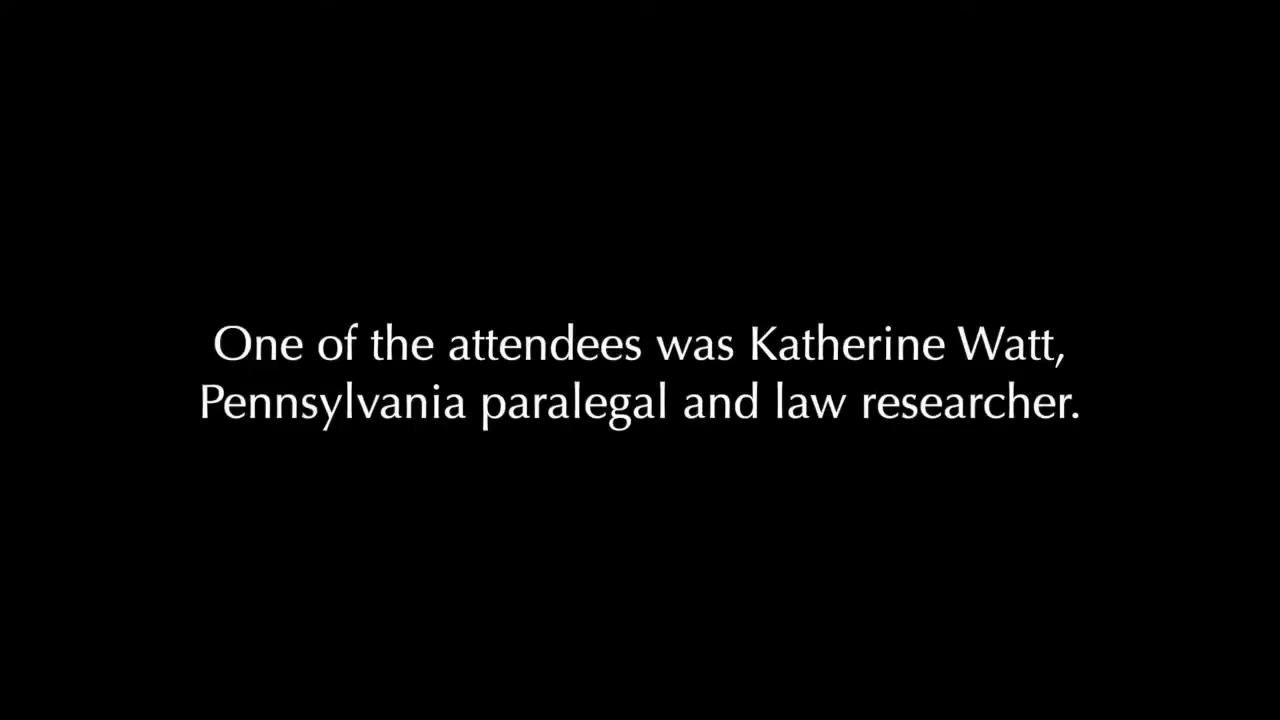 One of the attendees was Katherine Watt,
Pennsylvania paralegal and law researcher.